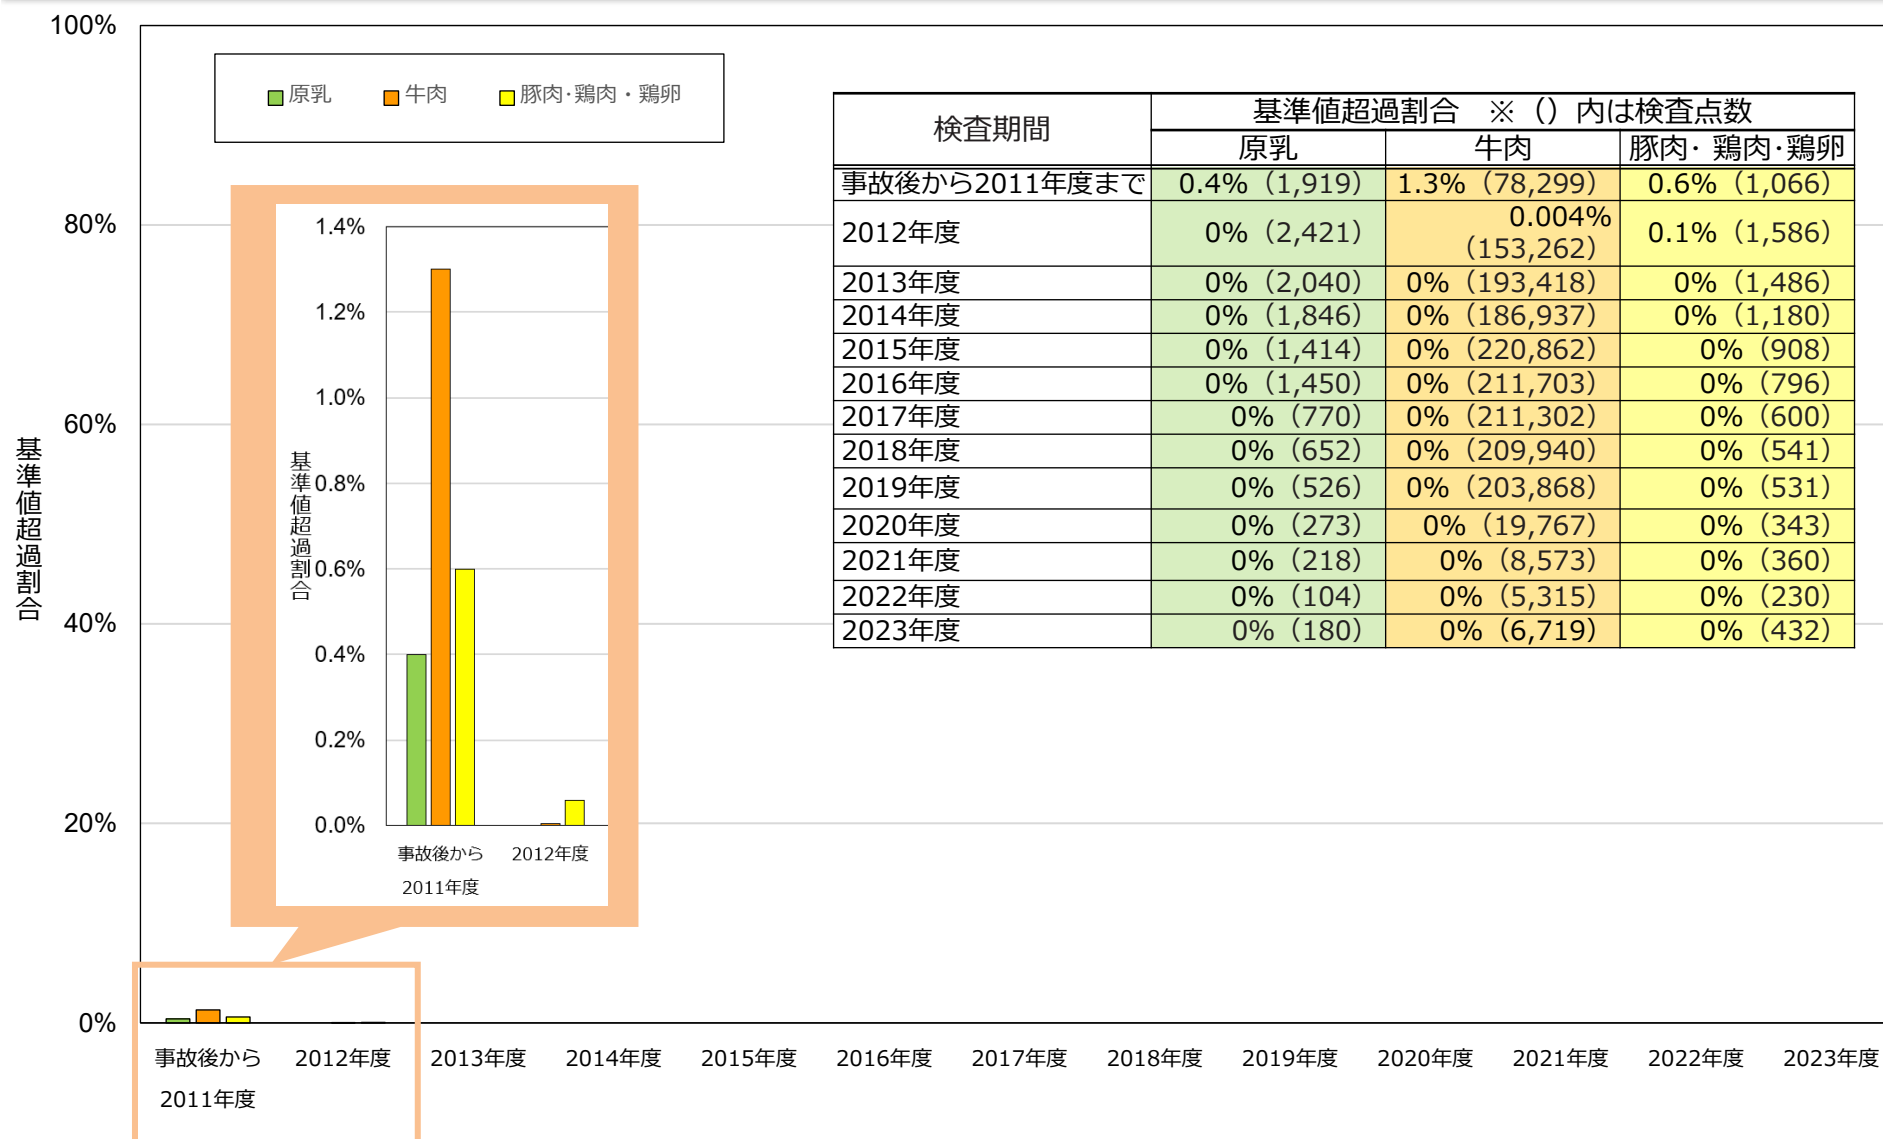 100%
80%
60%
40%
20%
0%
基準値超過割合
原乳 牛肉 豚肉･鶏肉・鶏卵
1.4%
1.2%
1.0%
0.8%
0.6%
0.4%
0.2%
0.0%
基準値超過割合
事故後から 2012年度
2011年度
検査期間 基準値超過割合 ※（）内は検査点数
原乳 牛肉 豚肉･ 鶏肉･鶏卵
事故後から2011年度まで 0.4%（1,919） 1.3%（78,299） 0.6%（1,066）
2012年度 0%（2,421） 0.004% 0.1%（1,586）
（153,262）
2013年度 0%（2,040） 0%（193,418） 0%（1,486）
2014年度 0%（1,846） 0%（186,937） 0%（1,180）
2015年度 0%（1,414） 0%（220,862） 0%（908）
2016年度 0%（1,450） 0%（211,703） 0%（796）
2017年度 0%（770） 0%（211,302） 0%（600）
2018年度 0%（652） 0%（209,940） 0%（541）
2019年度 0%（526） 0%（203,868） 0%（531）
2020年度 0%（273） 0%（19,767） 0%（343）
2021年度 0%（218） 0%（8,573） 0%（360）
2022年度 0%（104） 0%（5,315） 0%（230）
2023年度 0%（180） 0%（6,719） 0%（432）
事故後から 2012年度 2013年度 2014年度 2015年度 2016年度 2017年度 2018年度 2019年度 2020年度 2021年度 2022年度 2023年度
2011年度